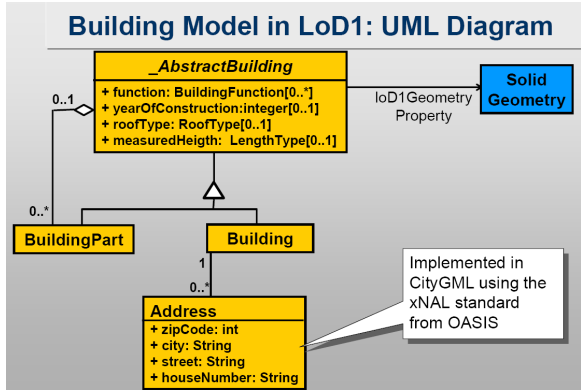 Building Model in LoD1: UML Diagram
_AbstractBuilding
+ function: BuildingFunction[0..*]
+ yearOfConstruction:integer[0..1]
+ roofType: RoofType[0..1]
+ measuredHeigth: LengthType[0..1]
loD1Geometry
Property
Solid
Geometry
0..1
0..*
BuildingPart
Building
1
0..*
Address
+ zipCode: int
+ city: String
+ street: String
+ houseNumber: String
Implemented in
CityGML using the
xNAL standard
from OASIS